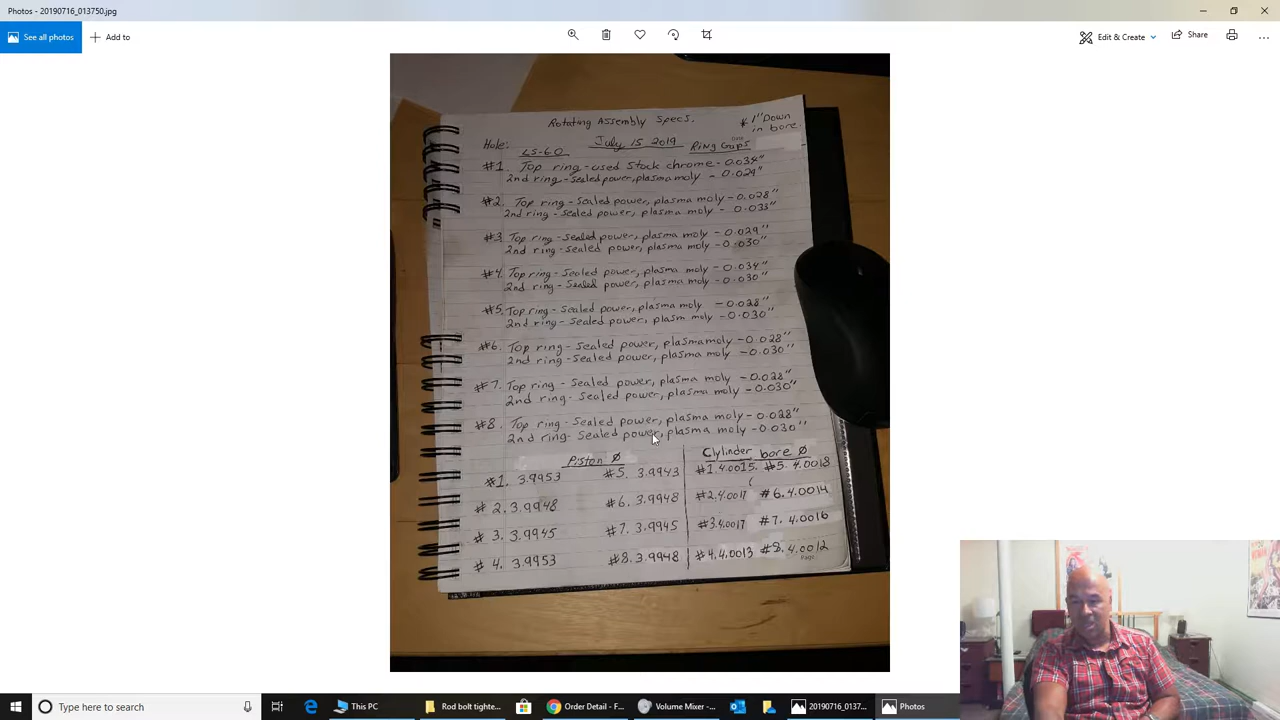 Photos - 20190716_013750.jpg
See all photos
Add to
Edit & Create
Share
Rotating Assembly Specs.
* 1" Down
in bore.
Hole:
LS-6.0
July 15 2019
Ring Gaps
#1. Top ring - used stock chrome - 0.034"
2nd ring - Sealed power, plasma moly - 0.029"
#2. Top ring - Sealed power, plasma moly - 0.028"
2nd ring - Sealed power, plasma moly - 0.033"
#3. Top ring - Sealed power, plasma moly - 0.029"
2nd ring - Sealed power, plasma moly - 0.030"
#4. Top ring - Sealed power, plasma moly - 0.034"
2nd ring - Sealed power, plasma moly - 0.030"
#5. Top ring - Sealed power, plasma moly - 0.028"
2nd ring - Sealed power, plasm moly - 0.030"
#6. Top ring - Sealed power, plasma moly - 0.028"
2nd ring - Sealed power, plasma moly - 0.030"
#7. Top ring - Sealed power, plasma moly - 0.028"
2nd ring - Sealed power, plasma moly - 0.030"
#8. Top ring - Sealed power, plasma moly - 0.028"
2nd ring - Sealed power, plasma moly - 0.030"
Piston Ø
Clylinder bore Ø
#1. 3.9953 #5. 3.9943
#1. 4.0015. #5. 4.0018
#2. 3.9948 #6. 3.9948
#2. 4.0017 #6. 4.0014
#3. 3.9945 #7. 3.9945
#3. 4.0017 #7. 4.0016
#4. 3.9953 #8. 3.9948
#4. 4.0013 #8. 4.0012
Page
Type here to search
This PC
Rod bolt tighte...
Order Detail - F...
Volume Mixer -...
20190716_0137...
Photos